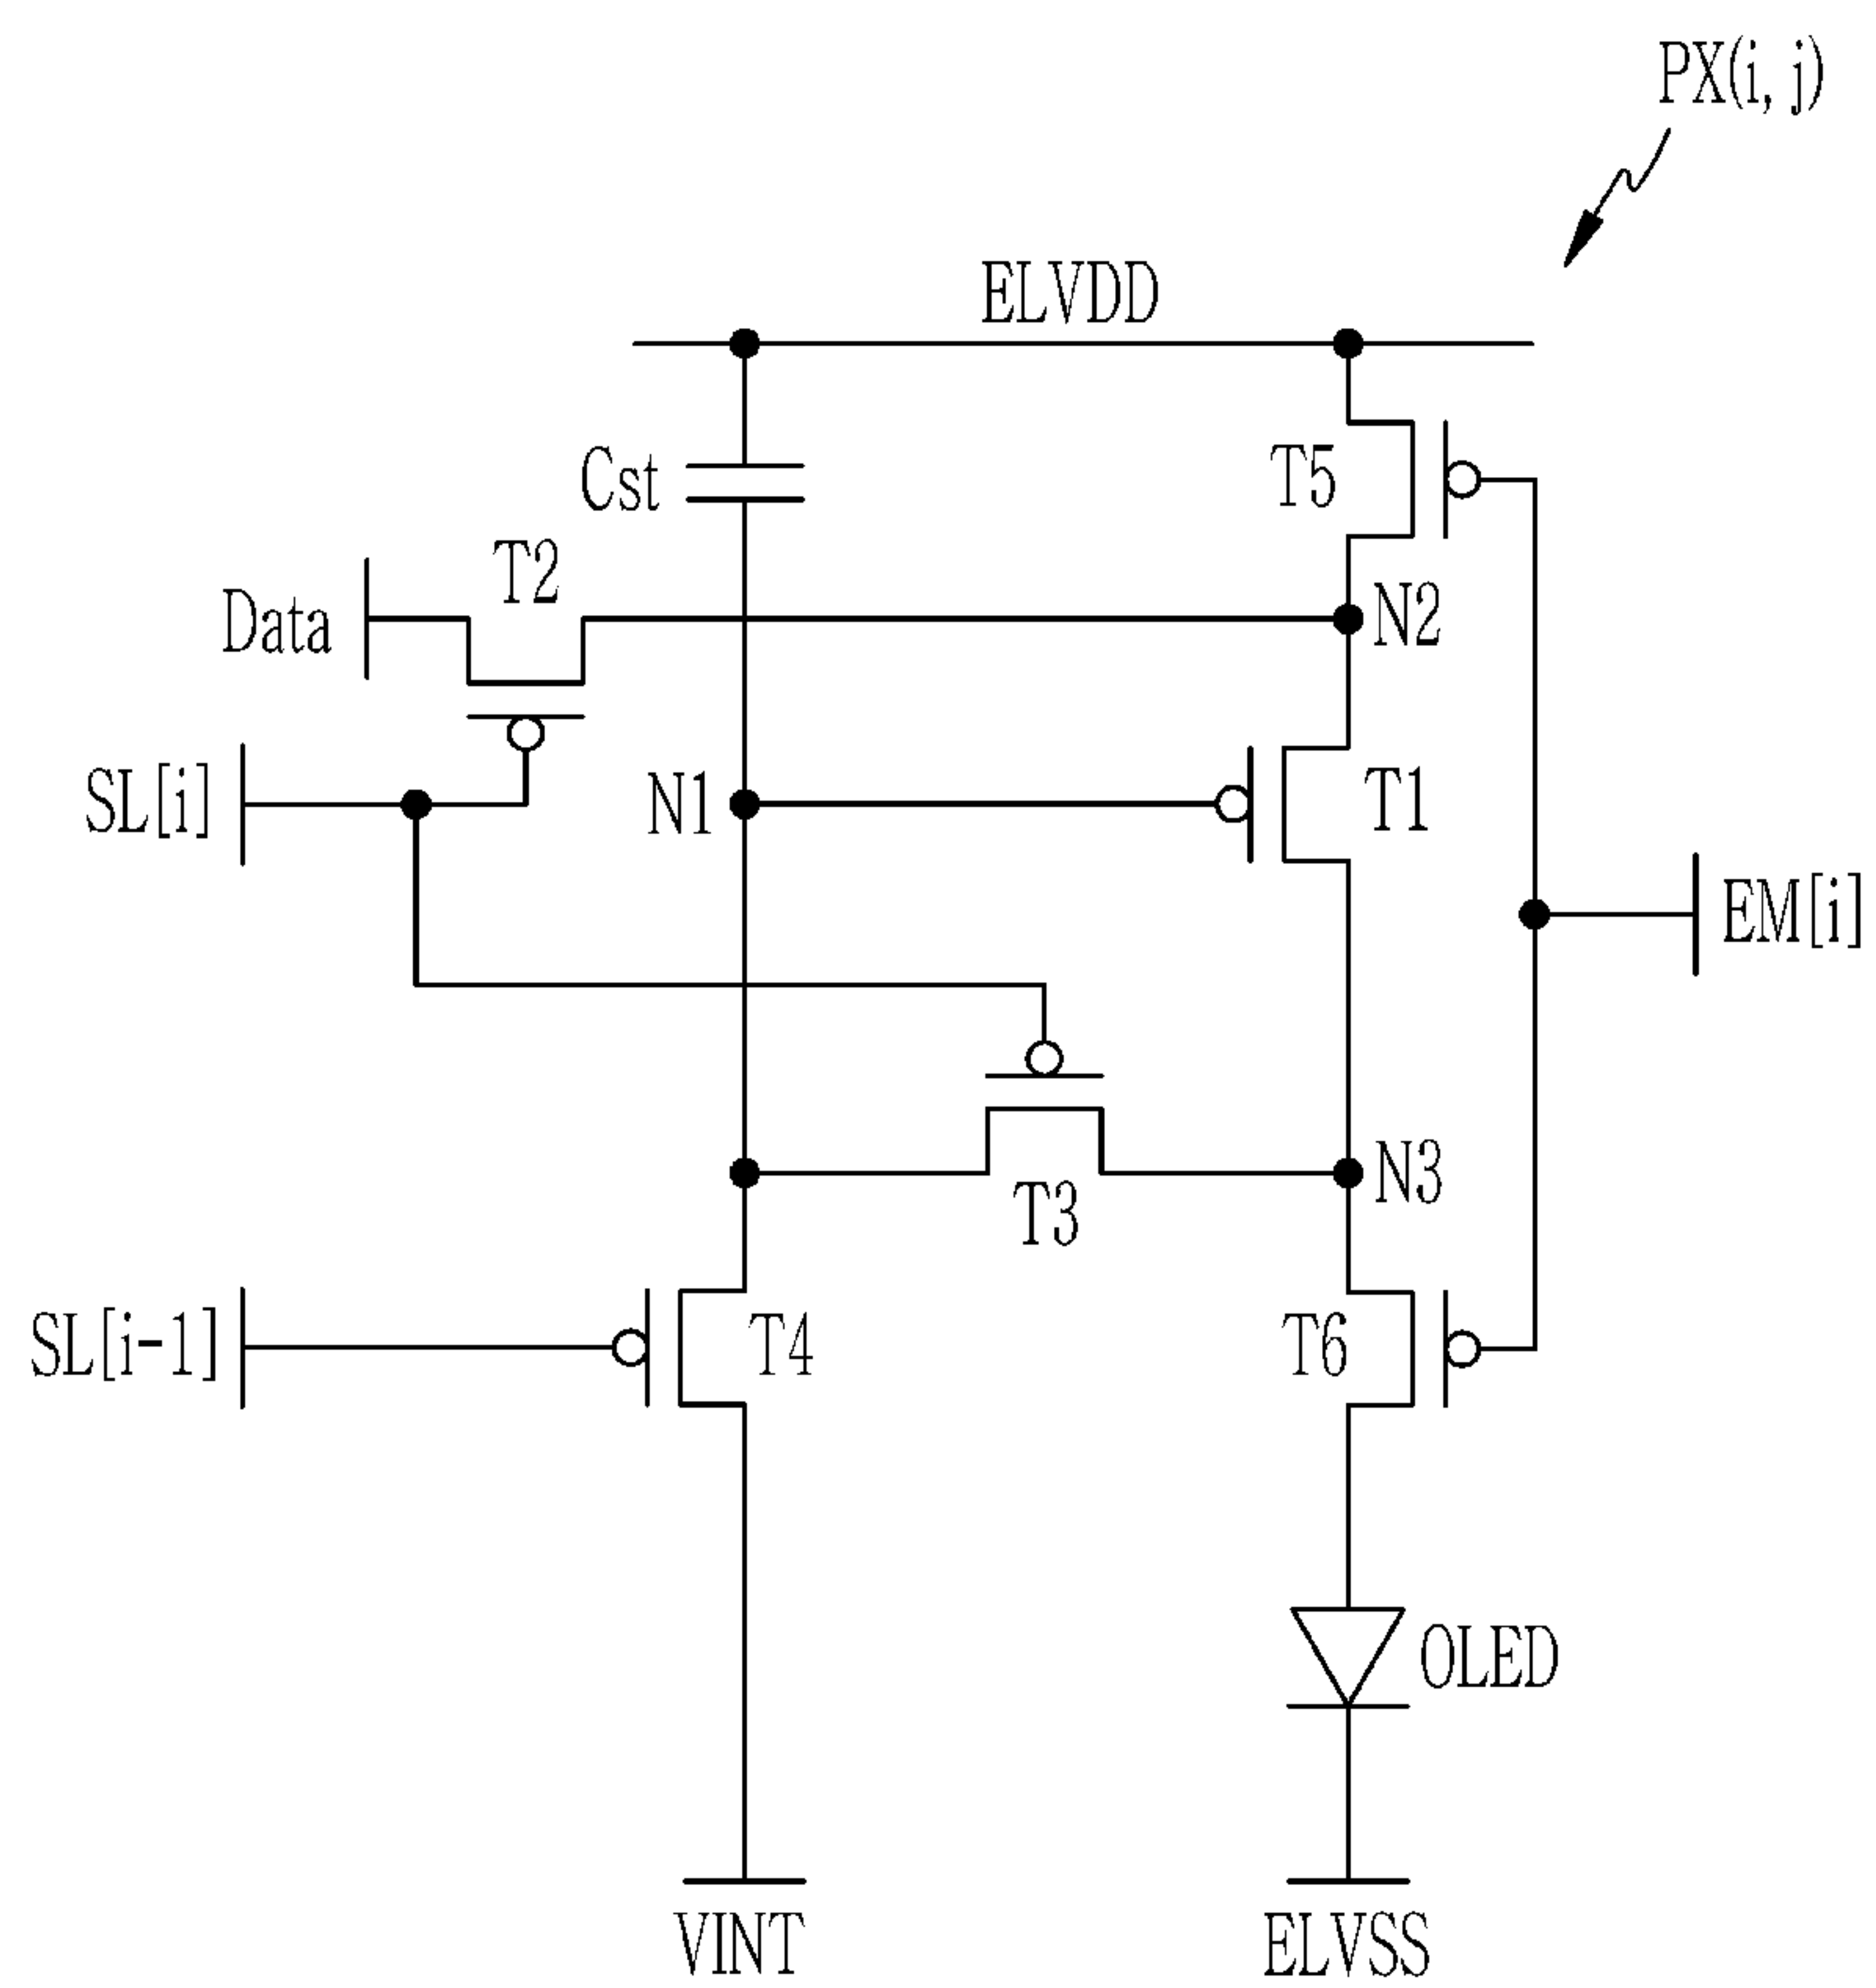 PX(i, j)
ELVDD
Cst
T5
T2
Data
N2
SL[i]
N1
T1
EM[i]
N3
T3
SL[i-1]
T4
T6
OLED
VINT
ELVSS